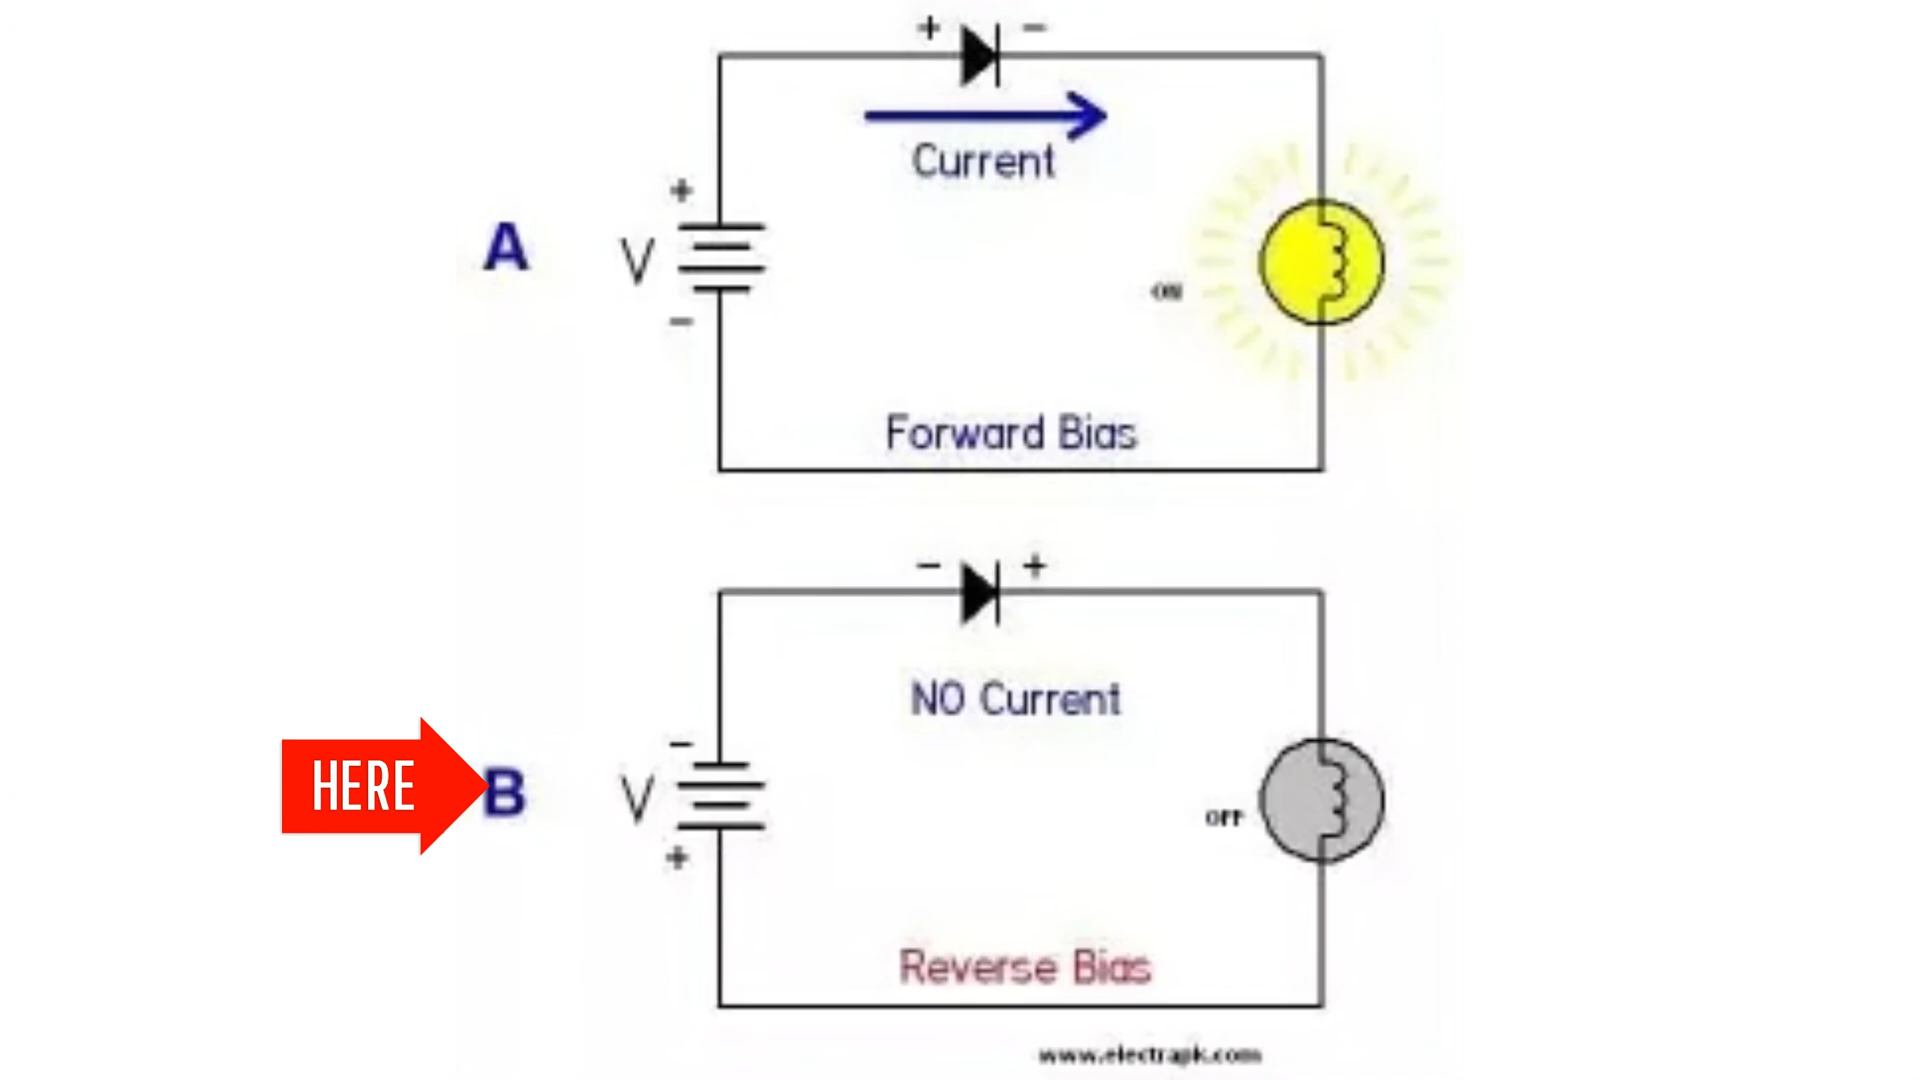 + −
Current
+
A V
ON
−
Forward Bias
− +
NO Current
−
HERE B V
OFF
+
Reverse Bias
www.electrapk.com